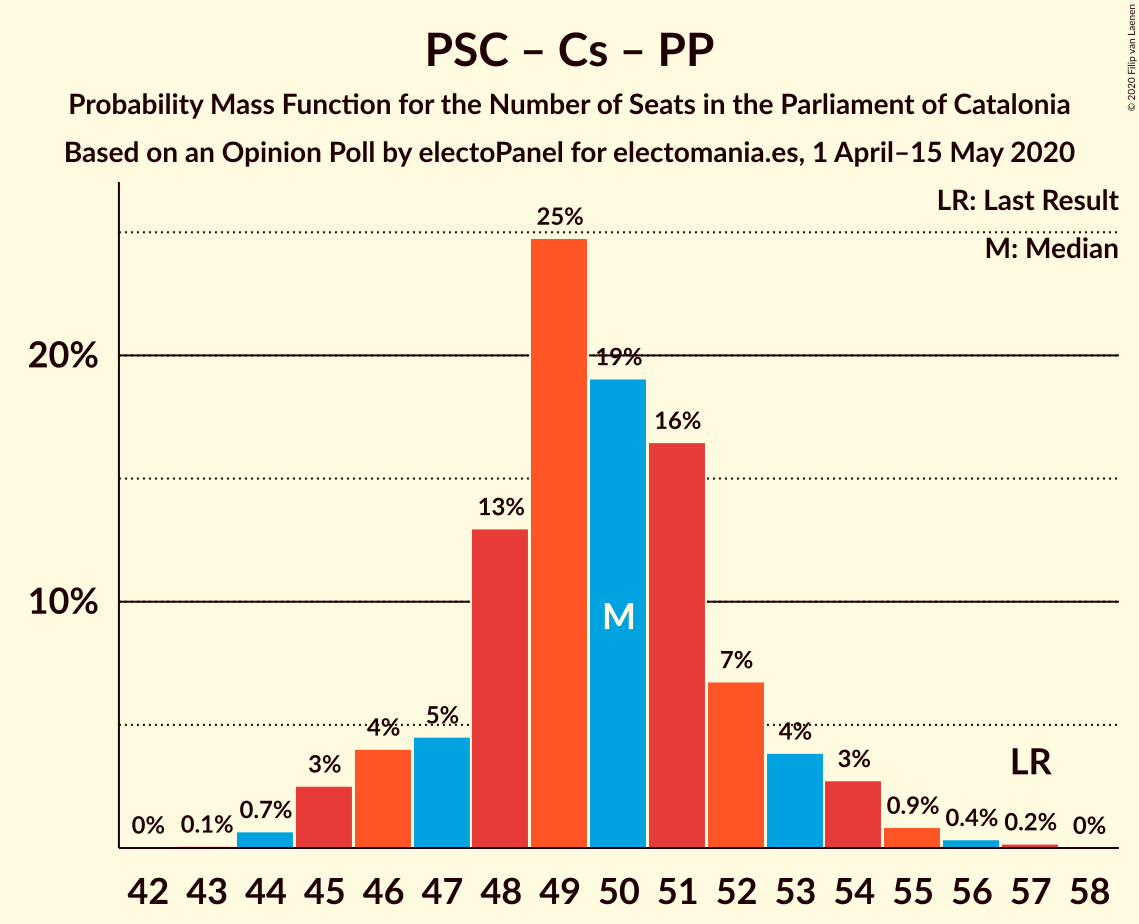 PSC – Cs – PP
Probability Mass Function for the Number of Seats in the Parliament of Catalonia
Based on an Opinion Poll by electoPanel for electomania.es, 1 April–15 May 2020
© 2020 Filip van Laenen
LR: Last Result
M: Median
20%
10%
0% 0.1% 0.7% 3% 4% 5% 13% 25% 19% 16% 7% 4% 3% 0.9% 0.4% 0.2% 0%
M
LR
42 43 44 45 46 47 48 49 50 51 52 53 54 55 56 57 58